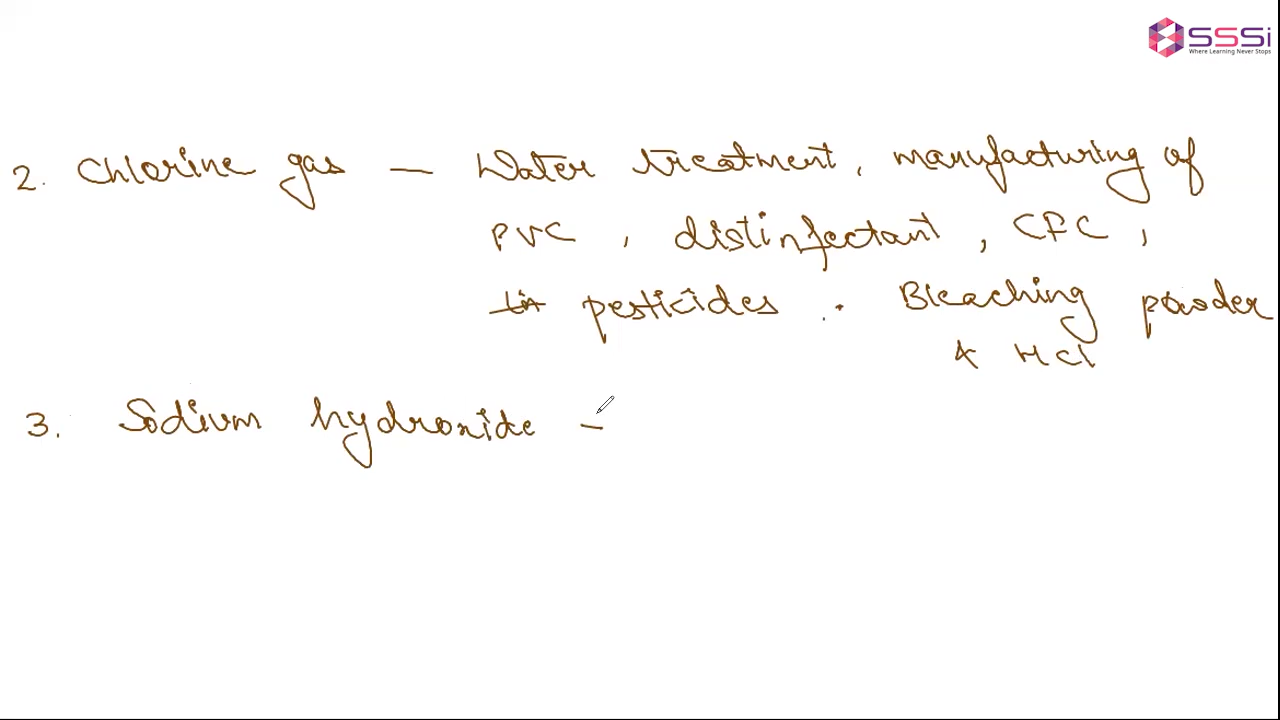 SSSi
Where Learning Never Stops
2. Chlorine gas — Water treatment, manufacturing of
PVC, distinfectant, CFC,
pesticides. Bleaching powder
& HCl
3. Sodium hydroxide -